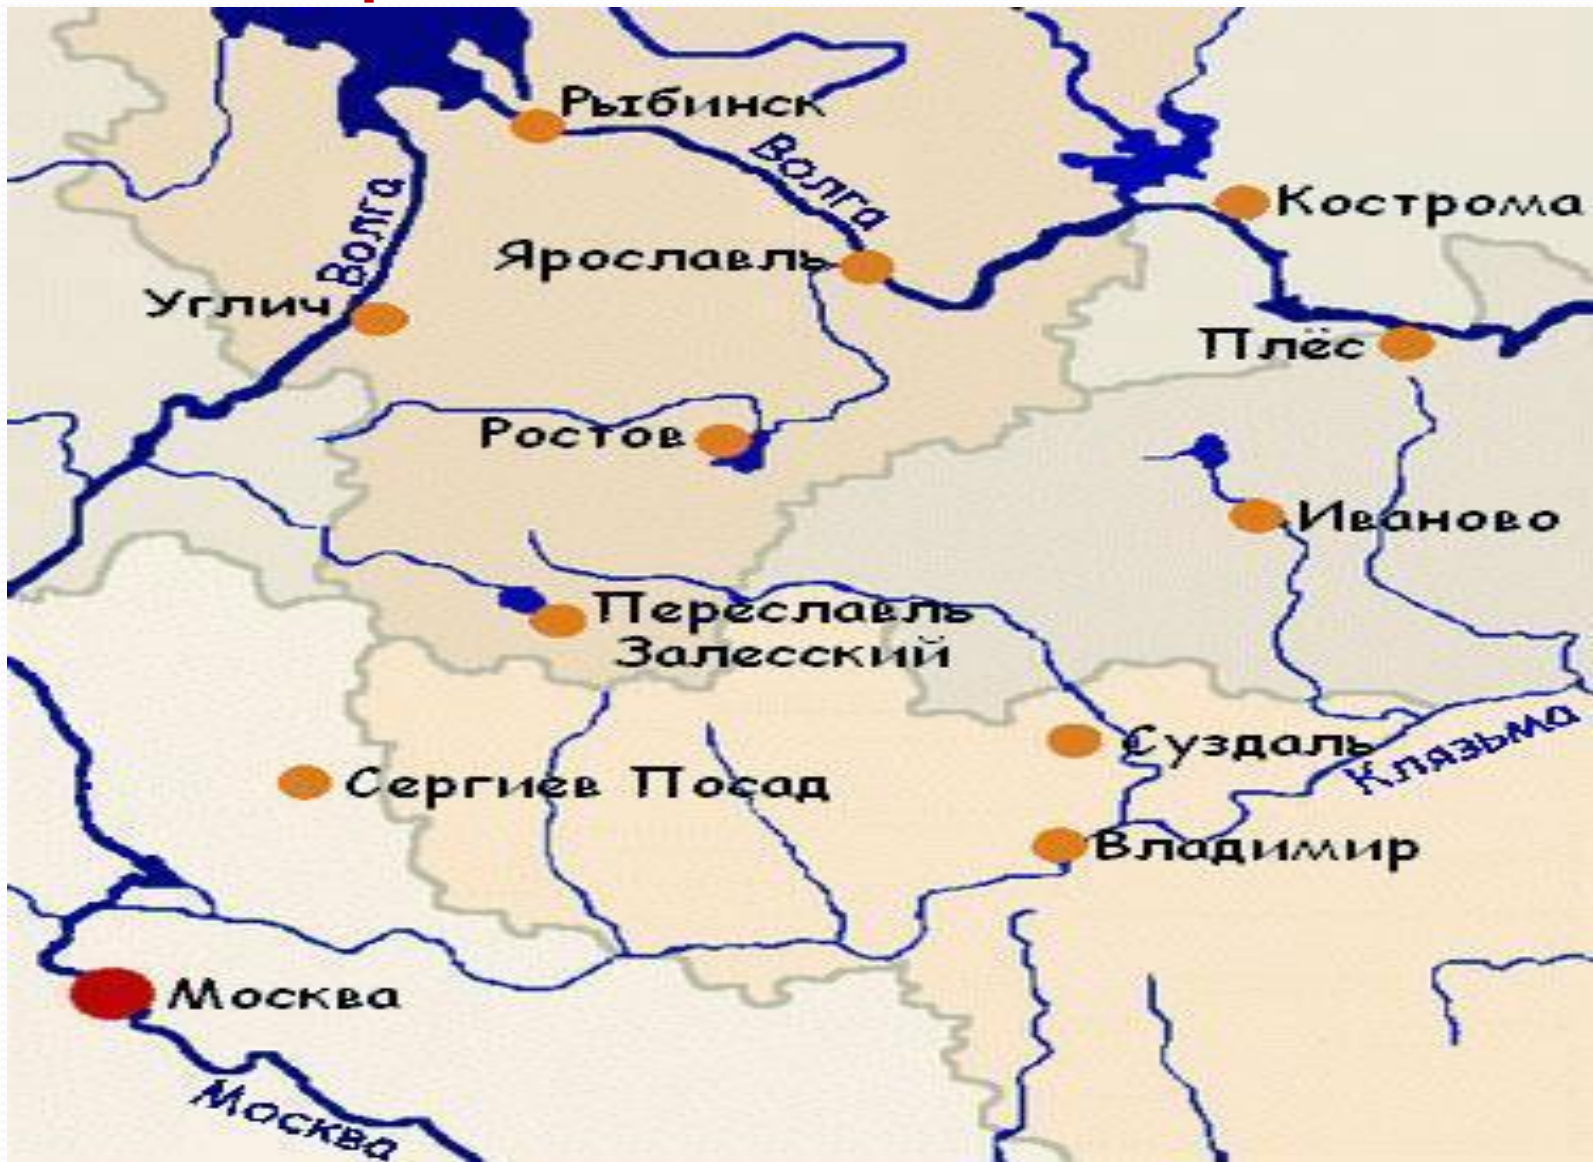 Рыбинск
Волга
Волга
Кострома
Ярославль
Углич
Плёс
Ростов
Иваново
Переславль
Залесский
Суздаль
Клязьма
Сергиев Посад
Владимир
Москва
Москва